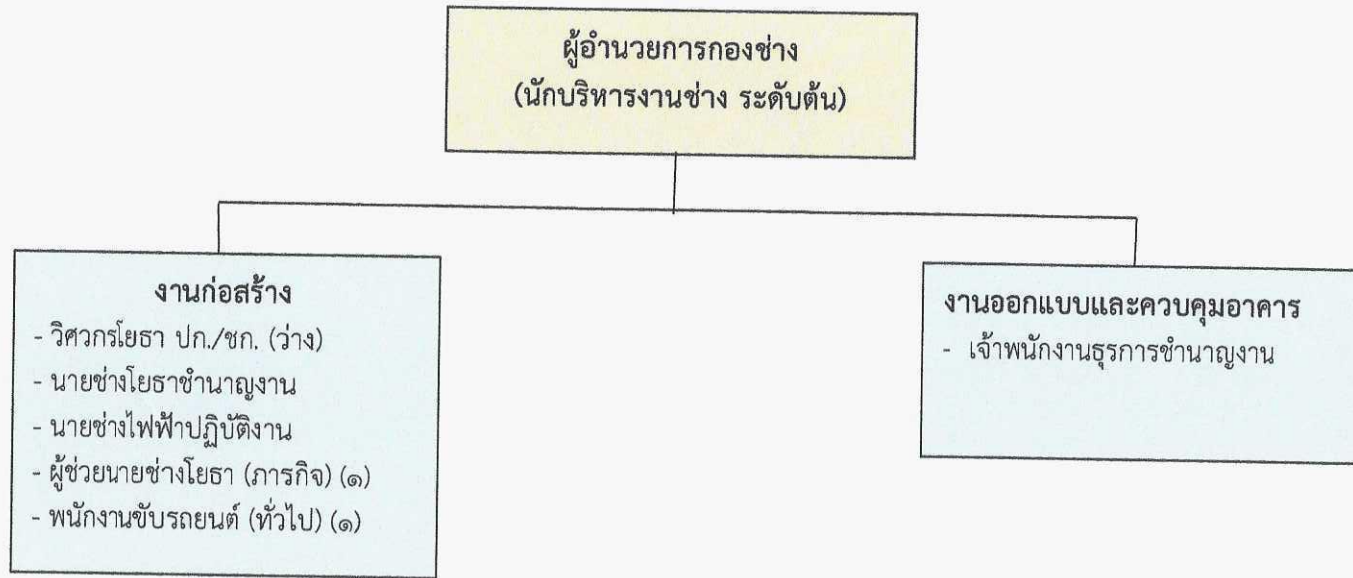 ผู้อำนวยการกองช่าง
(นักบริหารงานช่าง ระดับต้น)
งานก่อสร้าง
- วิศวกรโยธา ปก./ชก. (ว่าง)
- นายช่างโยธาชำนาญงาน
- นายช่างไฟฟ้าปฏิบัติงาน
- ผู้ช่วยนายช่างโยธา (ภารกิจ) (๑)
- พนักงานขับรถยนต์ (ทั่วไป) (๑)
งานออกแบบและควบคุมอาคาร
- เจ้าพนักงานธุรการชำนาญงาน